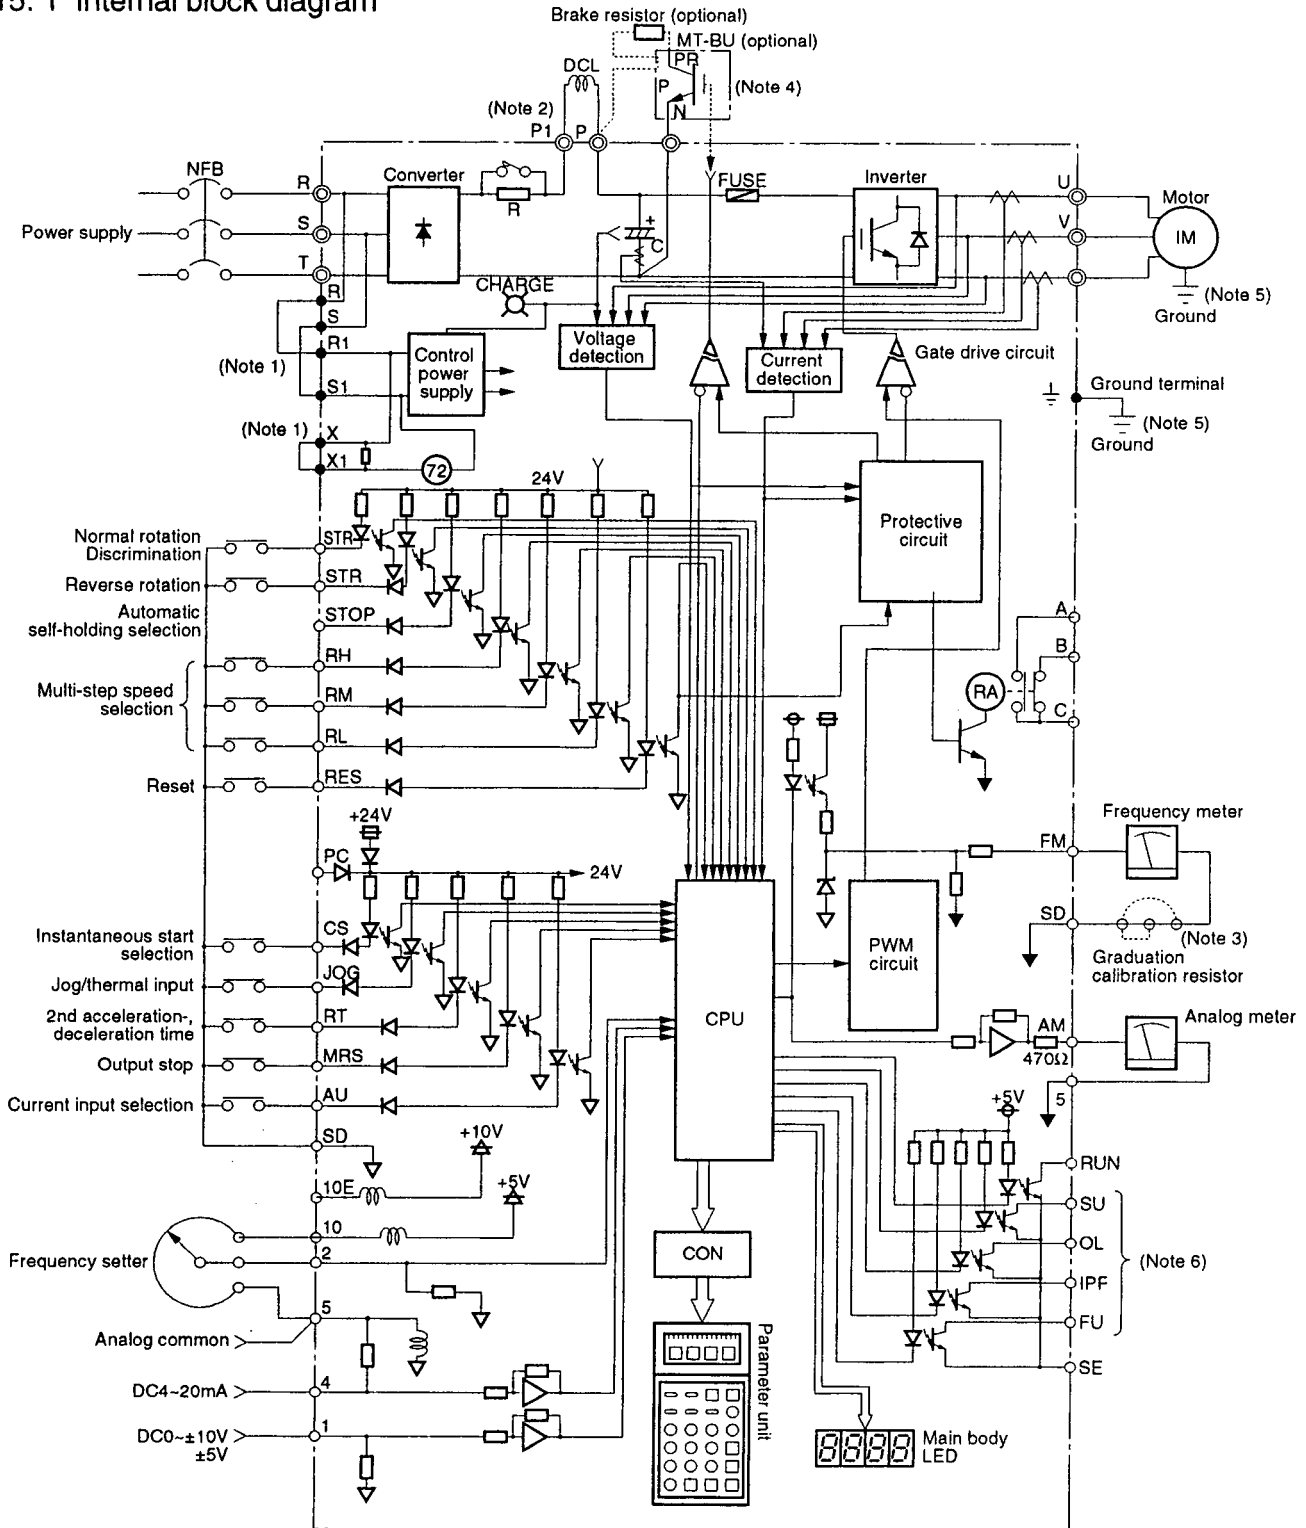 15. 1 Internal block diagram
Brake resistor (optional)
MT-BU (optional)
DCL
PR
P
N
(Note 4)
(Note 2)
P1
P
NFB
R
Converter
R
FUSE
Inverter
U
Motor
Power supply
S
+
C
V
IM
T
CHARGE
(Note 5)
Ground
R
S
R1
(Note 1)
S1
Control
power
supply
Voltage
detection
Current
detection
Gate drive circuit
Ground terminal
(Note 5)
Ground
(Note 1)
X
X1
72
24V
Protective
circuit
Normal rotation
Discrimination
STR
Reverse rotation
STR
Automatic
self-holding selection
STOP
RH
Multi-step speed
selection
RM
RL
Reset
RES
A
B
RA
C
+24V
PC
24V
Frequency meter
FM
SD
(Note 3)
Graduation
calibration resistor
Instantaneous start
selection
CS
Jog/thermal input
JOG
2nd acceleration-,
deceleration time
RT
Output stop
MRS
Current input selection
AU
SD
PWM
circuit
CPU
AM
470Ω
Analog meter
5
+5V
+10V
10E
+5V
10
Frequency setter
2
5
Analog common
DC4~20mA
4
DC0~±10V
±5V
1
RUN
SU
OL
(Note 6)
IPF
FU
SE
CON
Parameter unit
Main body
LED